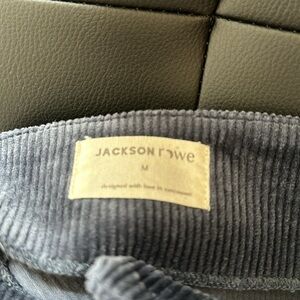 JACKSON rowe
M
designed with love in vancouver